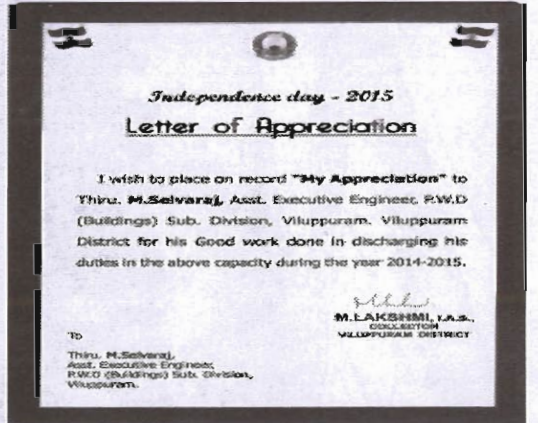 Independence day - 2015
Letter of Appreciation
I wish to place on record "My Appreciation" to
Thiru. M.Selvaraj, Asst. Executive Engineer, P.W.D
(Buildings) Sub. Division, Viluppuram. Viluppuram
District for his Good work done in discharging his
duties in the above capacity during the year 2014-2015.
M.LAKSHMI, I.A.S.,
COLLECTOR
VILUPPURAM DISTRICT
To
Thiru. M.Selvaraj,
Asst. Executive Engineer,
P.W.D (Buildings) Sub. Division,
Viluppuram.